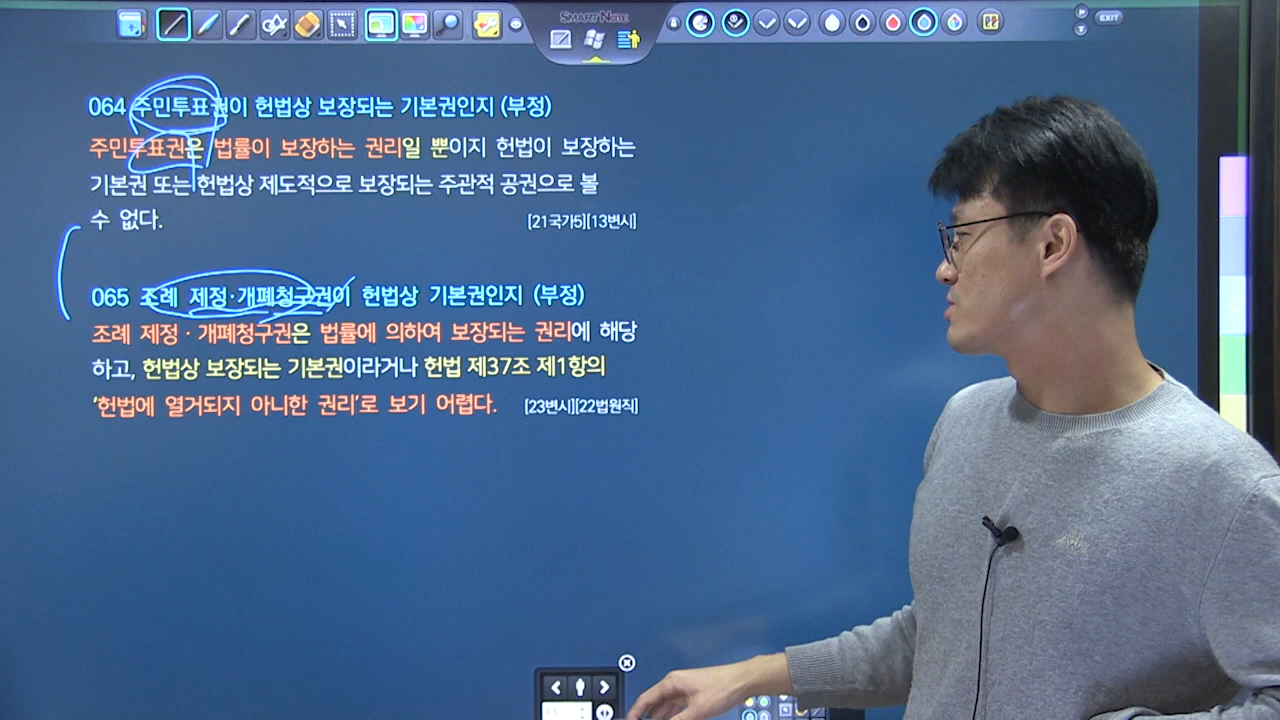 SMARTNOTE
EXIT
064 주민투표권이 헌법상 보장되는 기본권인지 (부정)
주민투표권은 법률이 보장하는 권리일 뿐이지 헌법이 보장하는
기본권 또는 헌법상 제도적으로 보장되는 주관적 공권으로 볼
수 없다. [21국가5][13변시]
065 조례 제정·개폐청구권이 헌법상 기본권인지 (부정)
조례 제정·개폐청구권은 법률에 의하여 보장되는 권리에 해당
하고, 헌법상 보장되는 기본권이라거나 헌법 제37조 제1항의
'헌법에 열거되지 아니한 권리'로 보기 어렵다. [23변시][22법원직]